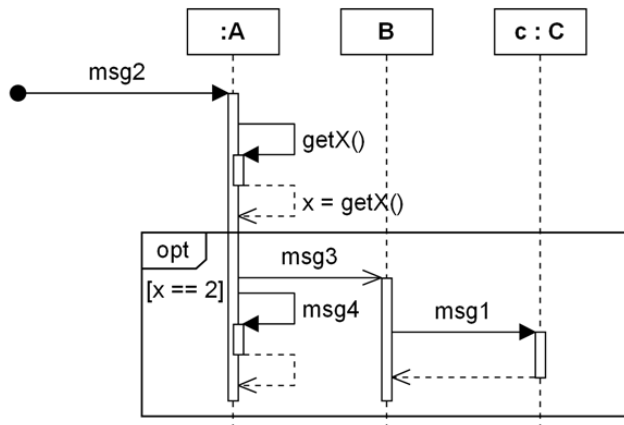 :A
B
c : C
msg2
getX()
x = getX()
opt
msg3
[x == 2]
msg4
msg1